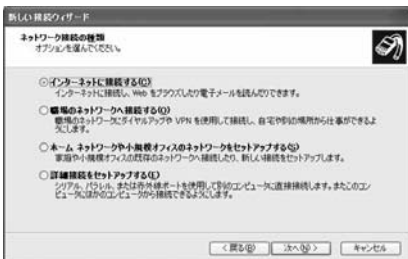 新しい接続ウィザード
ネットワーク接続の種類
オプションを選んでください。
インターネットに接続する(C)
インターネットに接続し、Web をブラウズしたり電子メールを読んだりできます。
職場のネットワークへ接続する(O)
職場のネットワークにダイヤルアップや VPN を使用して接続し、自宅や別の場所から仕事ができるよ
うにします。
ホーム ネットワークや小規模オフィスのネットワークをセットアップする(S)
家庭や小規模オフィスの既存のネットワークへ接続したり、新しい接続をセットアップします。
詳細接続をセットアップする(E)
シリアル、パラレル、または赤外線ポートを使用して別のコンピュータに直接接続します。またこのコン
ピュータにほかのコンピュータから接続できるようにします。
< 戻る(B)
次へ(N) >
キャンセル